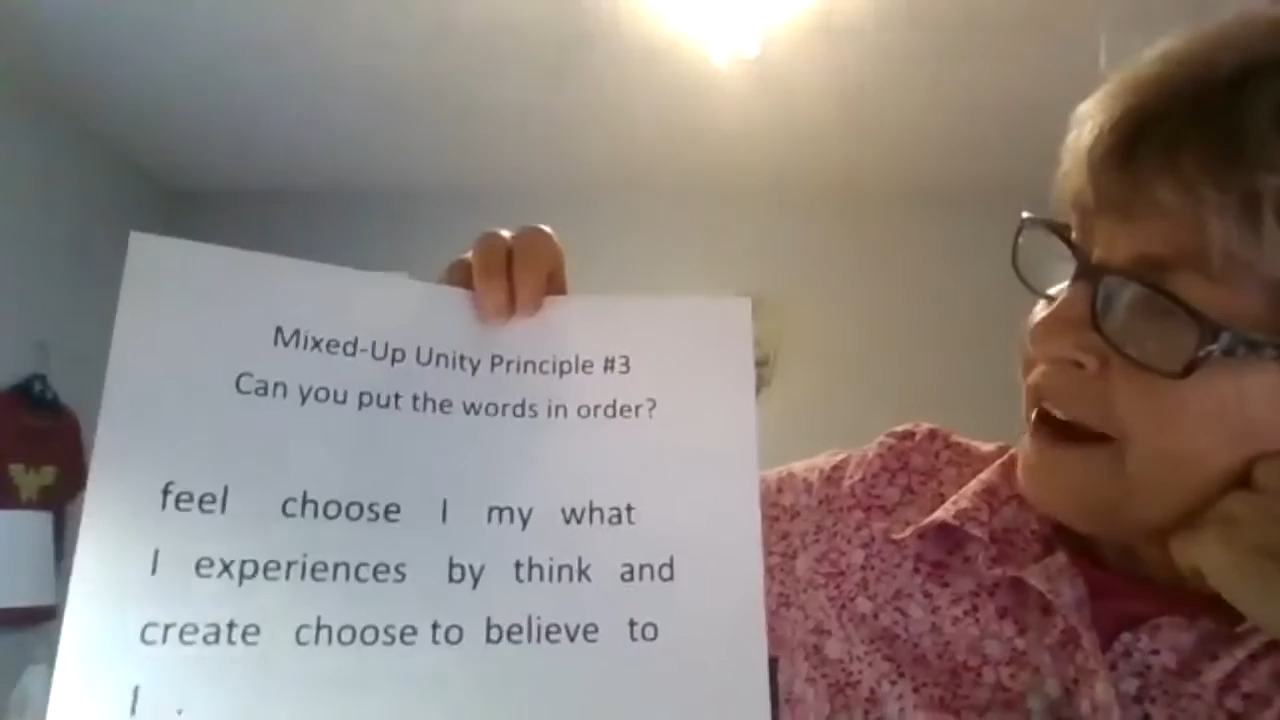 Mixed-Up Unity Principle #3
Can you put the words in order?
feel choose I my what
I experiences by think and
create choose to believe to
I .